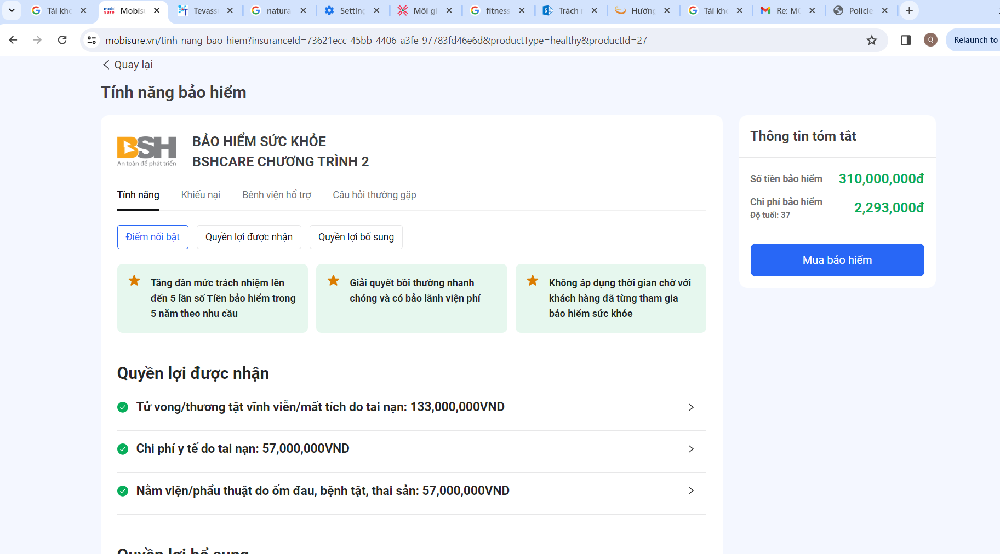 Tài kho
mobi
sure
Mobisu
Tevass
natura
Setting
Môi gi
fitness
Trách
Hướng
Tài kho
Re: MO
Policie
mobisure.vn/tinh-nang-bao-hiem?insuranceId=73621ecc-45bb-4406-a3fe-97783fd46e6d&productType=healthy&productId=27
Q
Relaunch to
Quay lại
Tính năng bảo hiểm
BSH
An toàn để phát triển
BẢO HIỂM SỨC KHỎE
BSHCARE CHƯƠNG TRÌNH 2
Tính năng
Khiếu nại
Bênh viện hổ trợ
Câu hỏi thường gặp
Điểm nổi bật
Quyền lợi được nhận
Quyền lợi bổ sung
Tăng dần mức trách nhiệm lên
đến 5 lần số Tiền bảo hiểm trong
5 năm theo nhu cầu
Giải quyết bồi thường nhanh
chóng và có bảo lãnh viện phí
Không áp dụng thời gian chờ với
khách hàng đã từng tham gia
bảo hiểm sức khỏe
Quyền lợi được nhận
Tử vong/thương tật vĩnh viễn/mất tích do tai nạn: 133,000,000VND
Chi phí y tế do tai nạn: 57,000,000VND
Nằm viện/phẩu thuật do ốm đau, bệnh tật, thai sản: 57,000,000VND
Quyền lợi bổ sung
Thông tin tóm tắt
Số tiền bảo hiểm
310,000,000đ
Chi phí bảo hiểm
Độ tuổi: 37
2,293,000đ
Mua bảo hiểm